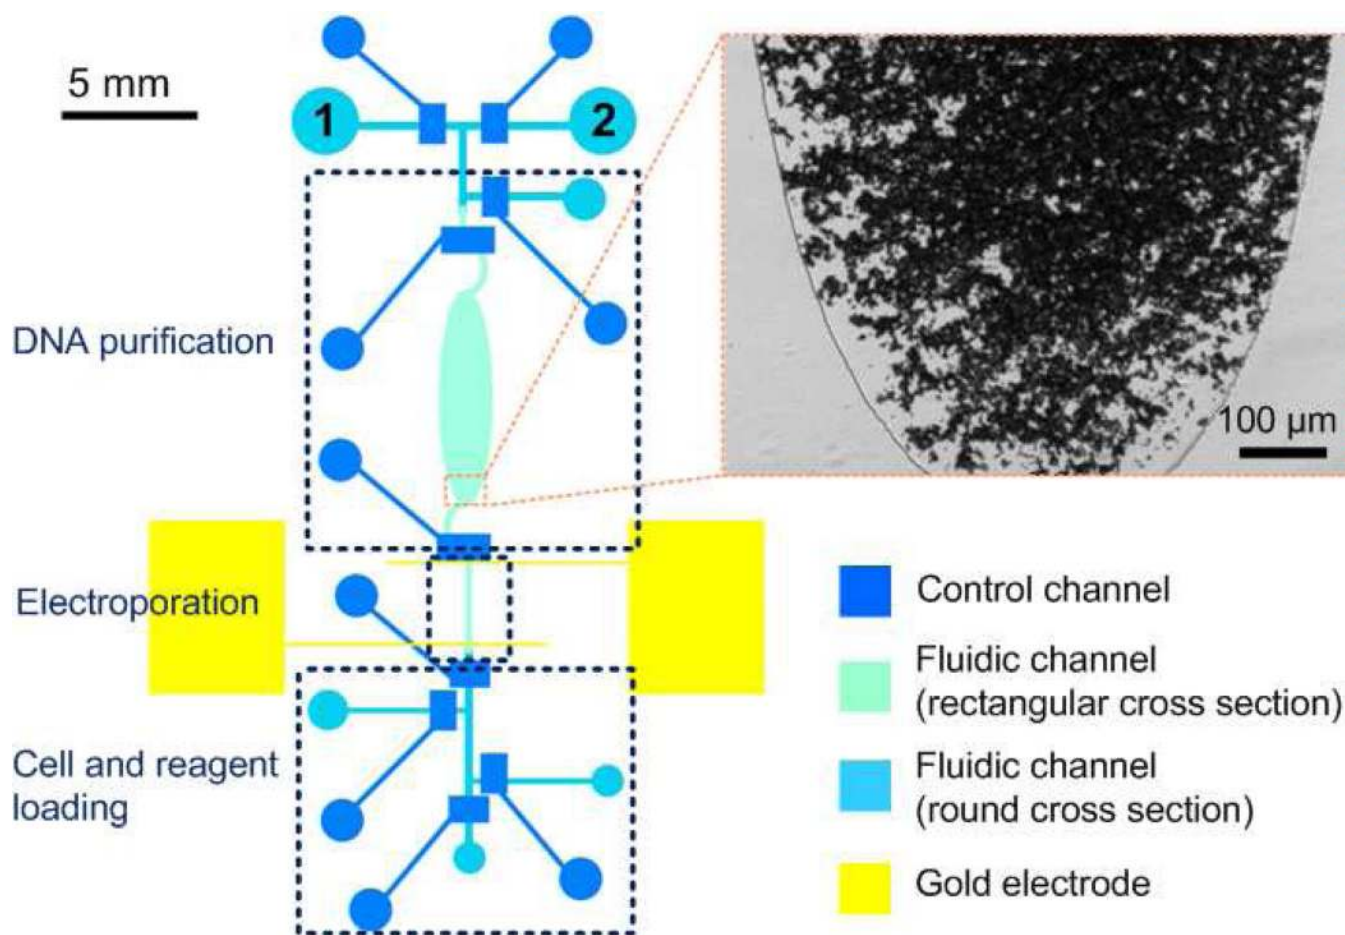 5 mm
1
2
DNA purification
100 µm
Electroporation
Control channel
Fluidic channel
(rectangular cross section)
Cell and reagent
loading
Fluidic channel
(round cross section)
Gold electrode